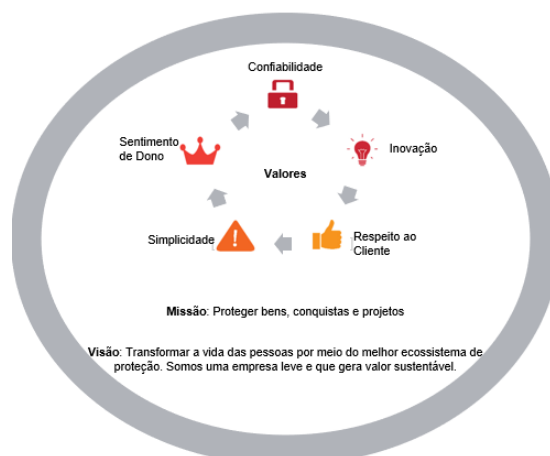 Confiabilidade
Inovação
Respeito ao
Cliente
Simplicidade
Sentimento
de Dono
Valores
Missão: Proteger bens, conquistas e projetos
Visão: Transformar a vida das pessoas por meio do melhor ecossistema de
proteção. Somos uma empresa leve e que gera valor sustentável.